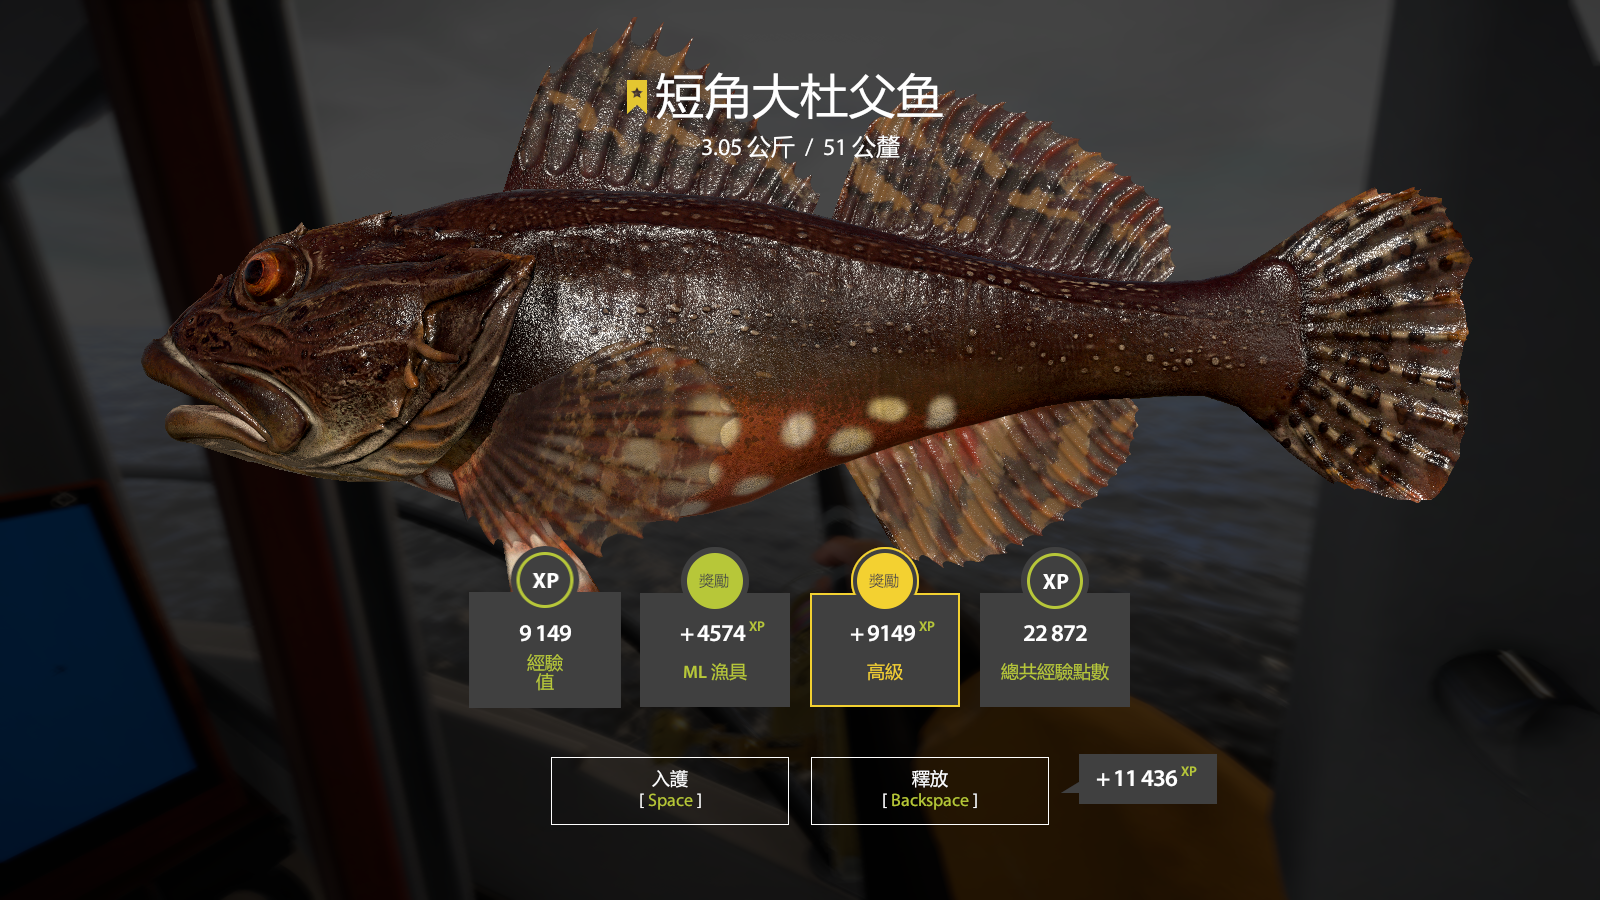 短角大杜父鱼
3.05 公斤 / 51 公釐
XP
9 149
經驗
值
獎勵
+4574 XP
ML 漁具
獎勵
+9149 XP
高級
XP
22 872
總共經驗點數
入護
[ Space ]
釋放
[ Backspace ]
+11 436 XP